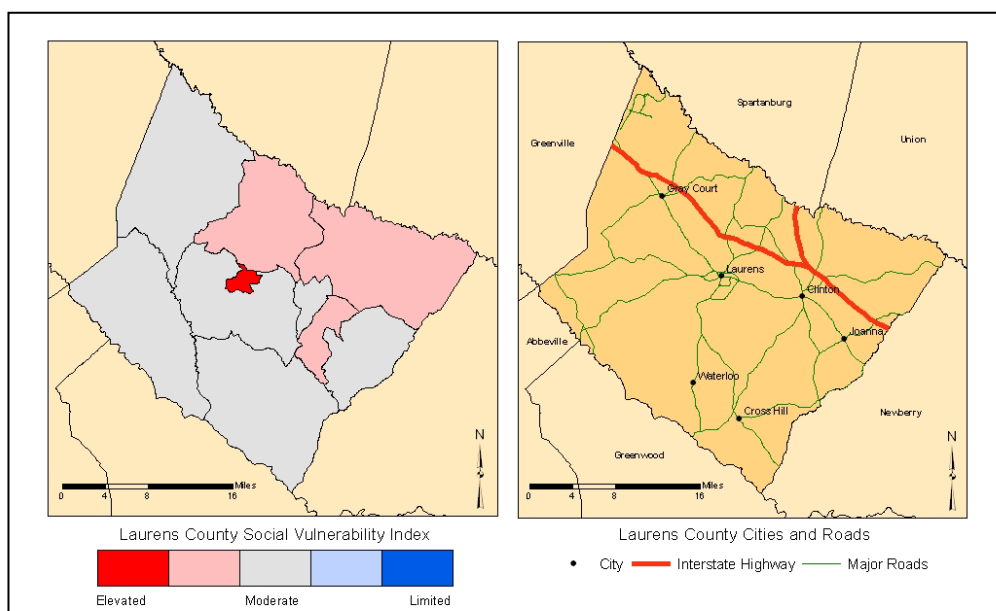 N
0 4 8 16 Miles
Laurens County Social Vulnerability Index
Elevated Moderate Limited
Spartanburg
Union
Greenville
Gray Court
Laurens
Clinton
Joanna
Abbeville
Waterloo
Cross Hill
Newberry
Greenwood
N
0 4 8 16 Miles
Laurens County Cities and Roads
City Interstate Highway Major Roads